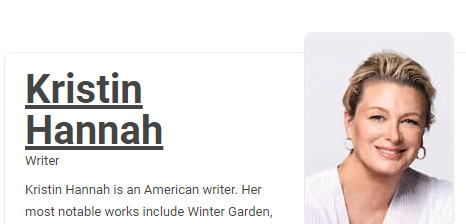 Kristin
Hannah
Writer
Kristin Hannah is an American writer. Her
most notable works include Winter Garden,